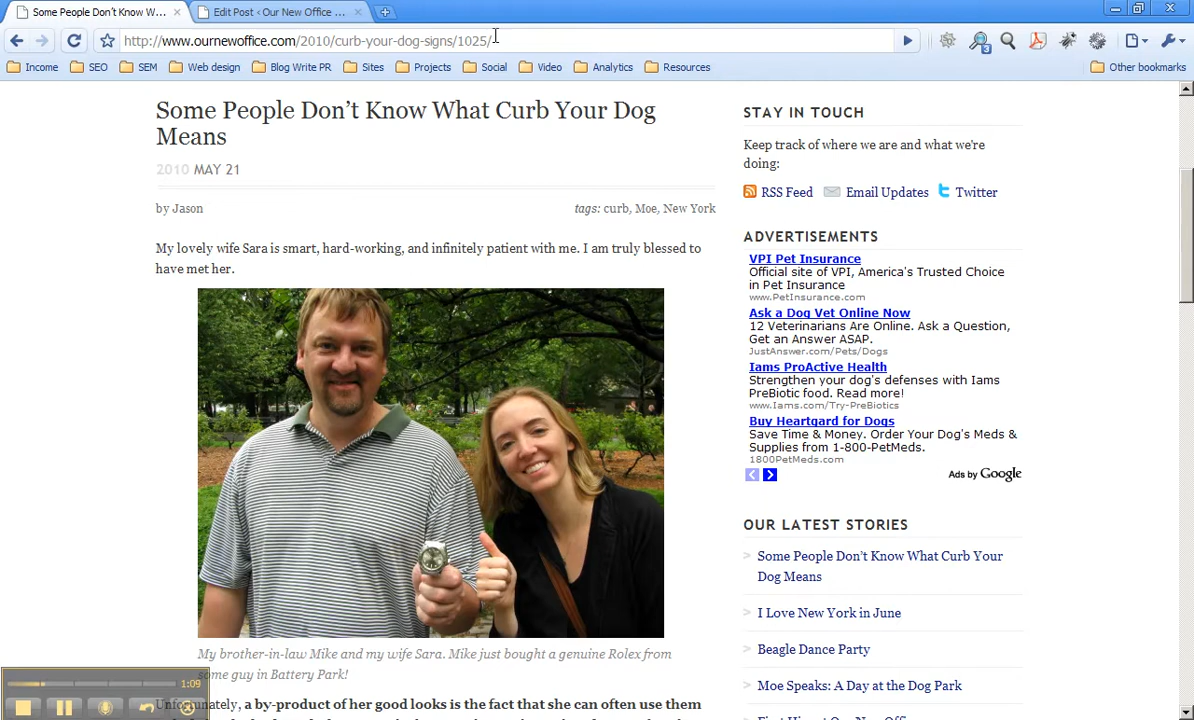 Some People Don't Know W...
Edit Post ‹ Our New Office ...
http://www.ournewoffice.com/2010/curb-your-dog-signs/1025/
3
Income
SEO
SEM
Web design
Blog Write PR
Sites
Projects
Social
Video
Analytics
Resources
Other bookmarks
Some People Don't Know What Curb Your Dog
Means
2010 MAY 21
by Jason
tags: curb, Moe, New York
My lovely wife Sara is smart, hard-working, and infinitely patient with me. I am truly blessed to
have met her.
My brother-in-law Mike and my wife Sara. Mike just bought a genuine Rolex from
some guy in Battery Park!
Unfortunately, a by-product of her good looks is the fact that she can often use them
1:09
STAY IN TOUCH
Keep track of where we are and what we're
doing:
RSS Feed
Email Updates
Twitter
ADVERTISEMENTS
VPI Pet Insurance
Official site of VPI, America's Trusted Choice
in Pet Insurance
www.PetInsurance.com
Ask a Dog Vet Online Now
12 Veterinarians Are Online. Ask a Question,
Get an Answer ASAP.
JustAnswer.com/Pets/Dogs
Iams ProActive Health
Strengthen your dog's defenses with Iams
PreBiotic food. Read more!
www.Iams.com/Try-PreBiotics
Buy Heartgard for Dogs
Save Time & Money. Order Your Dog's Meds &
Supplies from 1-800-PetMeds.
1800PetMeds.com
Ads by Google
OUR LATEST STORIES
Some People Don't Know What Curb Your
Dog Means
I Love New York in June
Beagle Dance Party
Moe Speaks: A Day at the Dog Park